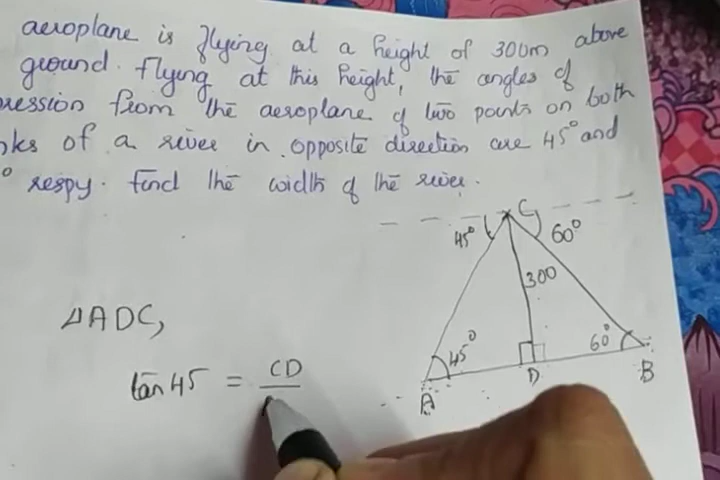 aeroplane is flying at a height of 300m above
ground. Flying at this height, the angles of
ression from the aeroplane of two points on both
nks of a river in opposite direction are 45° and
° respy. Find the width of the river.
C
45° 60°
300
ΔADC,
45° 60°
tan 45 = CD
A D B